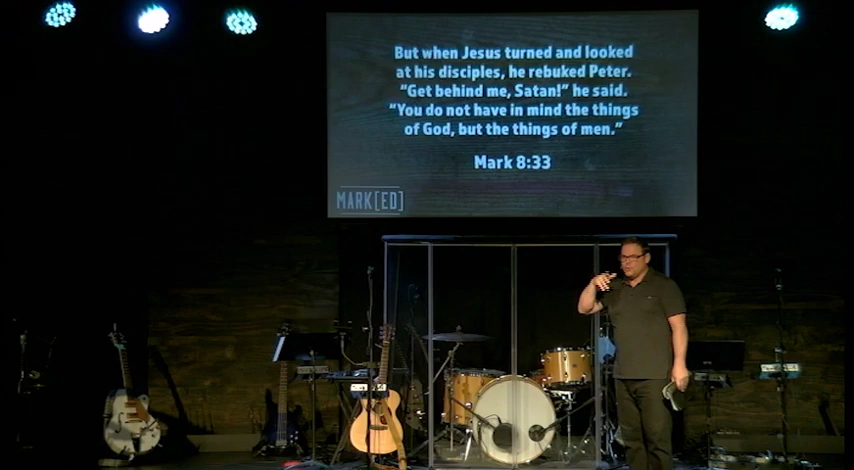 But when Jesus turned and looked
at his disciples, he rebuked Peter.
“Get behind me, Satan!” he said.
“You do not have in mind the things
of God, but the things of men.”
Mark 8:33
MARK[ED]